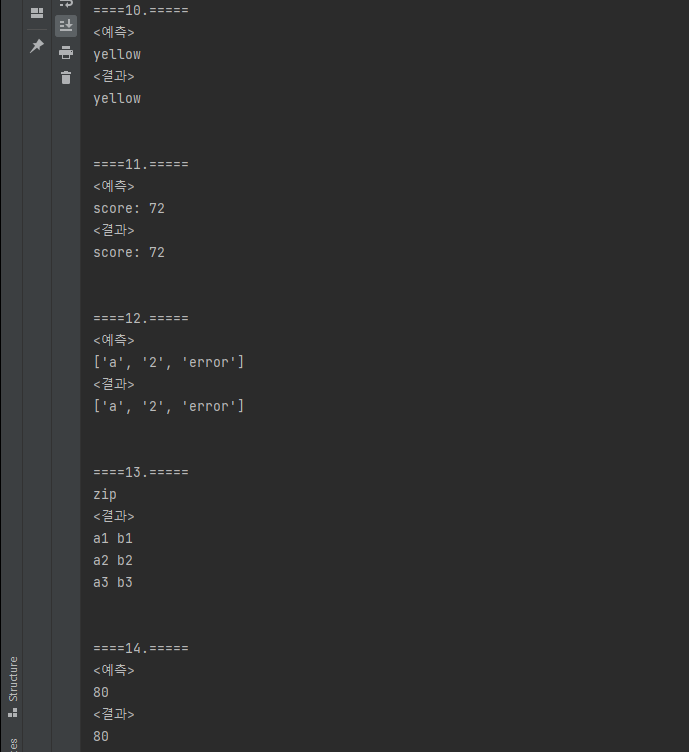 ====10.=====
<예측>
yellow
<결과>
yellow
====11.=====
<예측>
score: 72
<결과>
score: 72
====12.=====
<예측>
['a', '2', 'error']
<결과>
['a', '2', 'error']
====13.=====
zip
<결과>
a1 b1
a2 b2
a3 b3
====14.=====
<예측>
80
<결과>
80
Structure